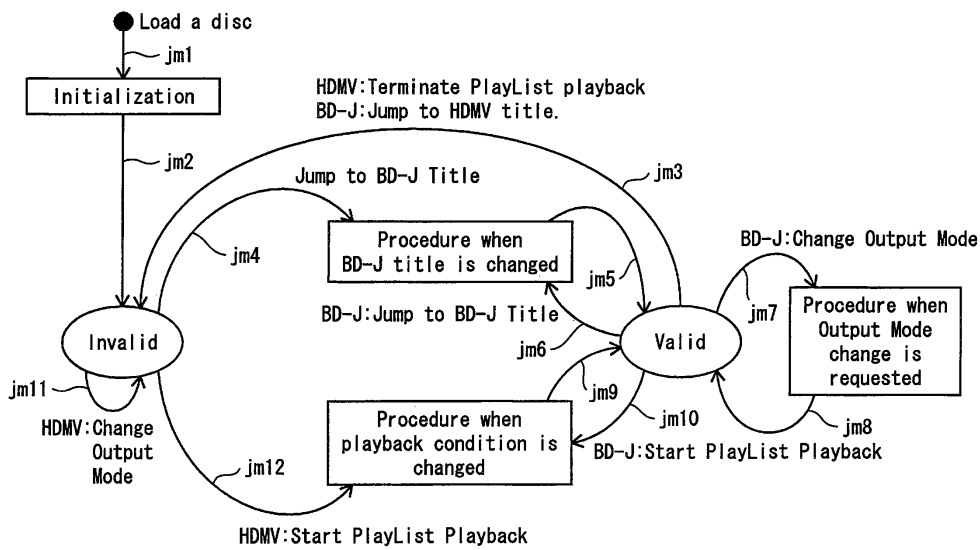 Load a disc
jm1
Initialization
HDMV:Terminate PlayList playback
BD-J:Jump to HDMV title.
jm2
jm3
Jump to BD-J Title
jm4
Procedure when
BD-J title is changed
jm5
BD-J:Change Output Mode
jm7
BD-J:Jump to BD-J Title
jm6
Invalid
Valid
Procedure when
Output Mode
change is
requested
jm11
HDMV:Change
Output
Mode
jm9
Procedure when
playback condition is
changed
jm10
jm8
BD-J:Start PlayList Playback
jm12
HDMV:Start PlayList Playback